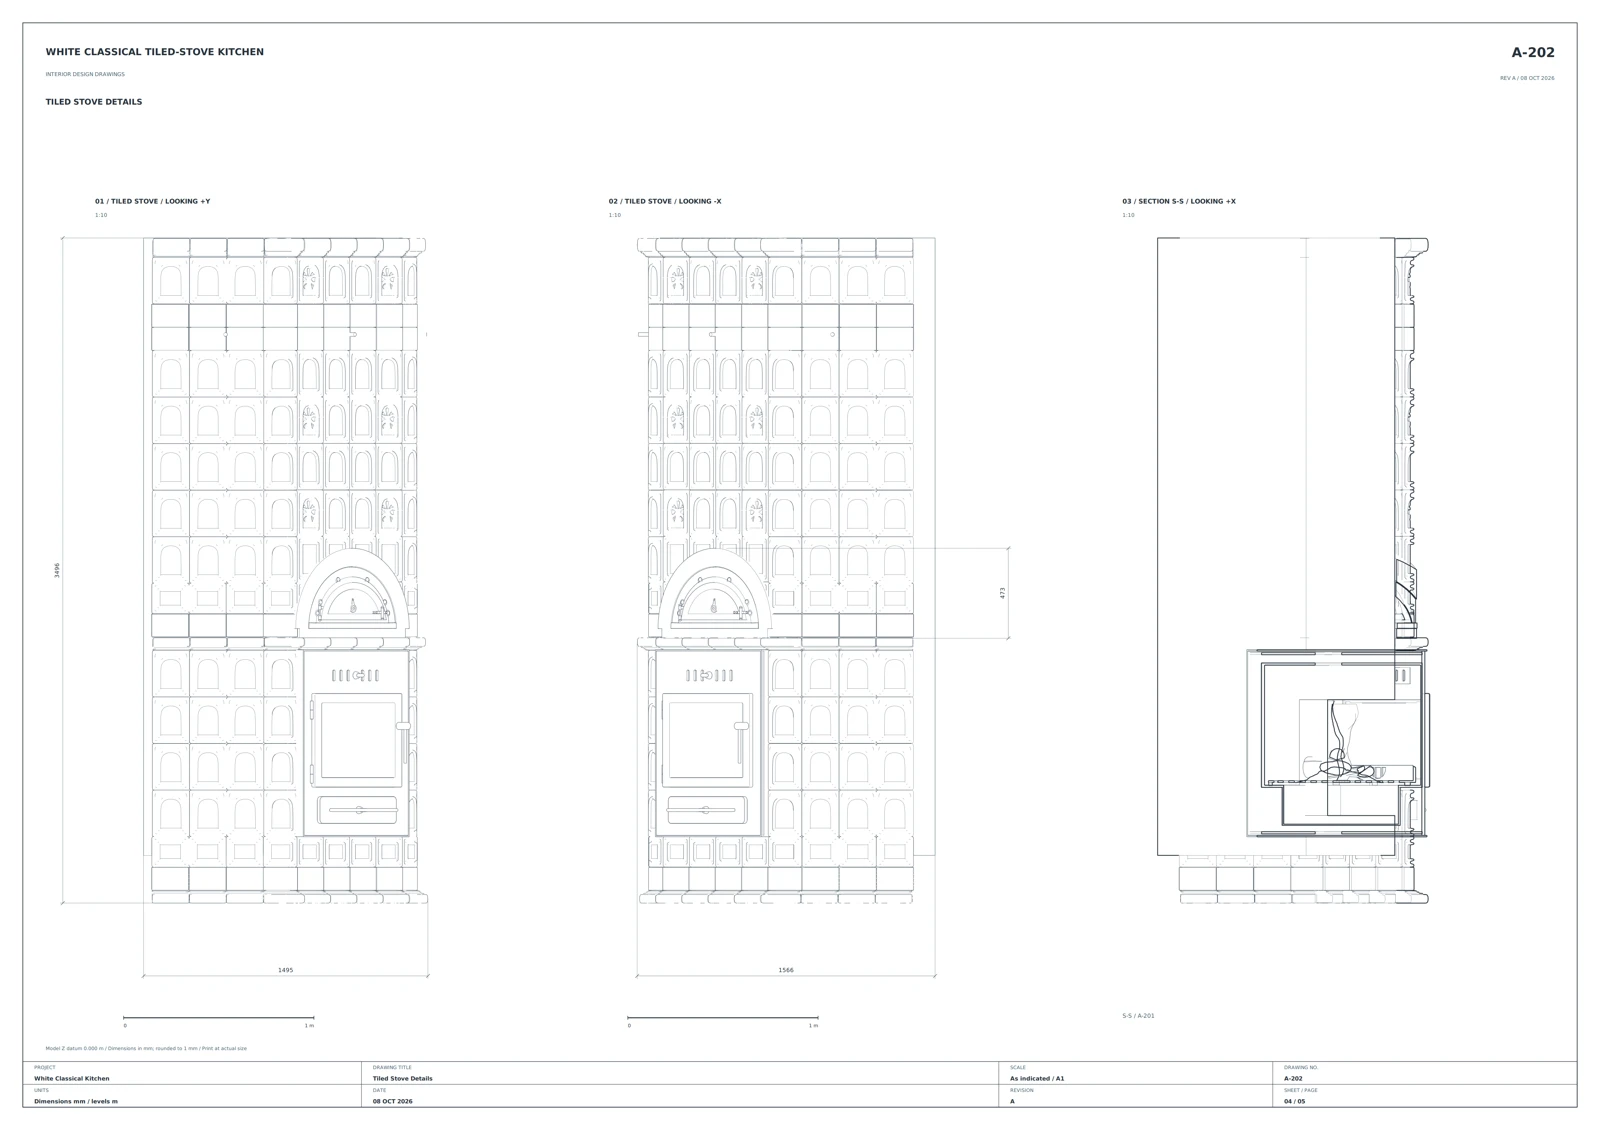 WHITE CLASSICAL TILED-STOVE KITCHEN
A-202
INTERIOR DESIGN DRAWINGS
REV A / 08 OCT 2026
TILED STOVE DETAILS
01 / TILED STOVE / LOOKING +Y
1:10
02 / TILED STOVE / LOOKING -X
1:10
03 / SECTION S-S / LOOKING +X
1:10
3496
473
1495
1566
0
1 m
0
1 m
S-S / A-201
Model Z datum 0.000 m / Dimensions in mm, rounded to 1 mm / Print at actual size
PROJECT
White Classical Kitchen
DRAWING TITLE
Tiled Stove Details
SCALE
As indicated / A1
DRAWING NO.
A-202
UNITS
Dimensions mm / levels m
DATE
08 OCT 2026
REVISION
A
SHEET / PAGE
04 / 05